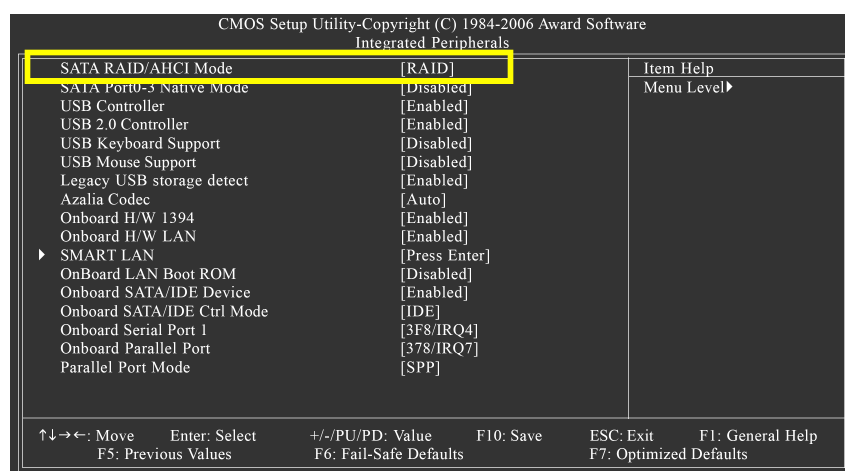 CMOS Setup Utility-Copyright (C) 1984-2006 Award Software
Integrated Peripherals
SATA RAID/AHCI Mode [RAID] Item Help
SATA Port0-3 Native Mode [Disabled] Menu Level▶
USB Controller [Enabled]
USB 2.0 Controller [Enabled]
USB Keyboard Support [Disabled]
USB Mouse Support [Disabled]
Legacy USB storage detect [Enabled]
Azalia Codec [Auto]
Onboard H/W 1394 [Enabled]
Onboard H/W LAN [Enabled]
▶ SMART LAN [Press Enter]
OnBoard LAN Boot ROM [Disabled]
Onboard SATA/IDE Device [Enabled]
Onboard SATA/IDE Ctrl Mode [IDE]
Onboard Serial Port 1 [3F8/IRQ4]
Onboard Parallel Port [378/IRQ7]
Parallel Port Mode [SPP]
↑↓→←: Move Enter: Select +/-/PU/PD: Value F10: Save ESC: Exit F1: General Help
F5: Previous Values F6: Fail-Safe Defaults F7: Optimized Defaults